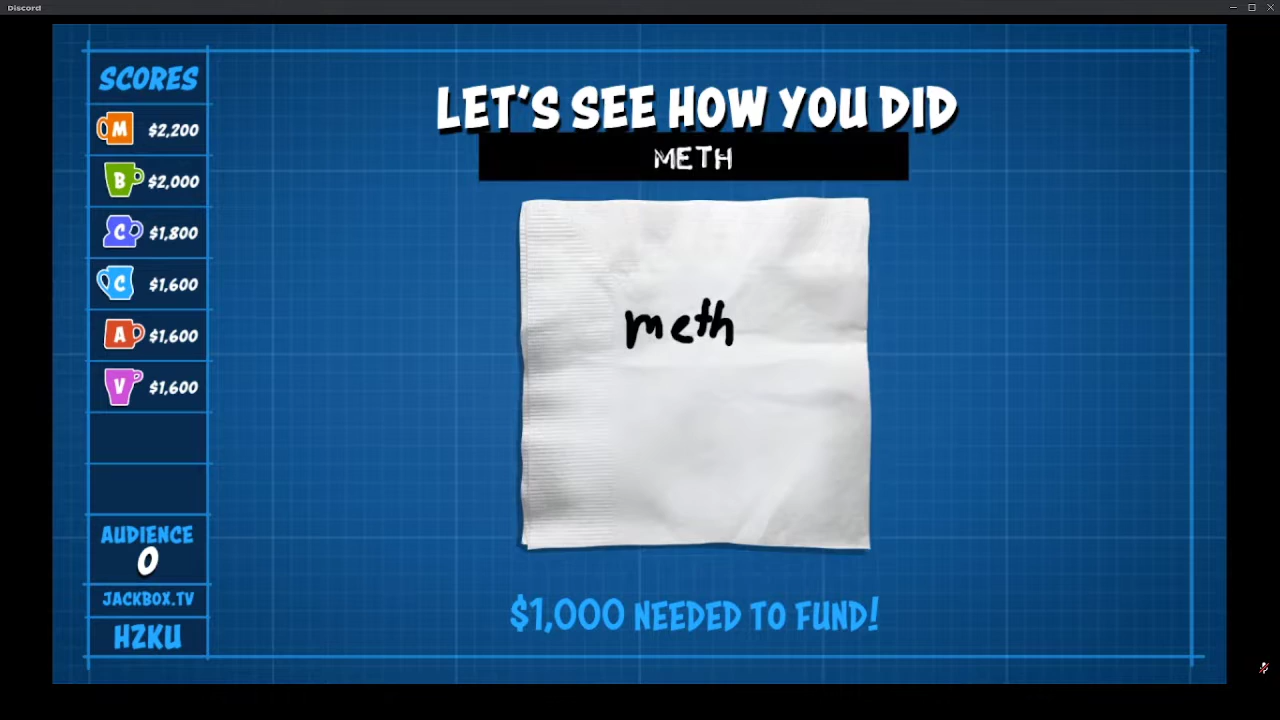 Discord
SCORES
M $2,200
B $2,000
C $1,800
C $1,600
A $1,600
V $1,600
AUDIENCE
0
JACKBOX.TV
HZKU
LET'S SEE HOW YOU DID
METH
meth
$1,000 NEEDED TO FUND!